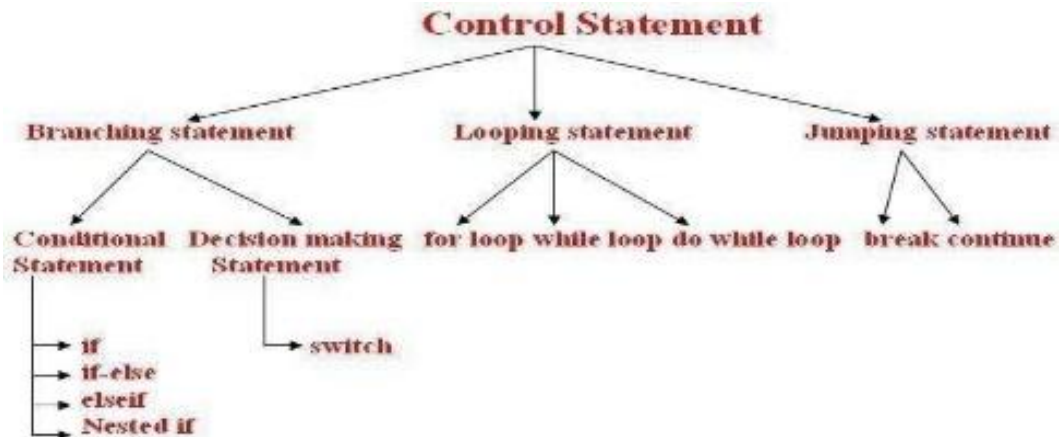 Control Statement
Branching statement Looping statement Jumping statement
Conditional Statement
Decision making Statement
for loop while loop do while loop break continue
if
if-else
elseif
Nested if
switch